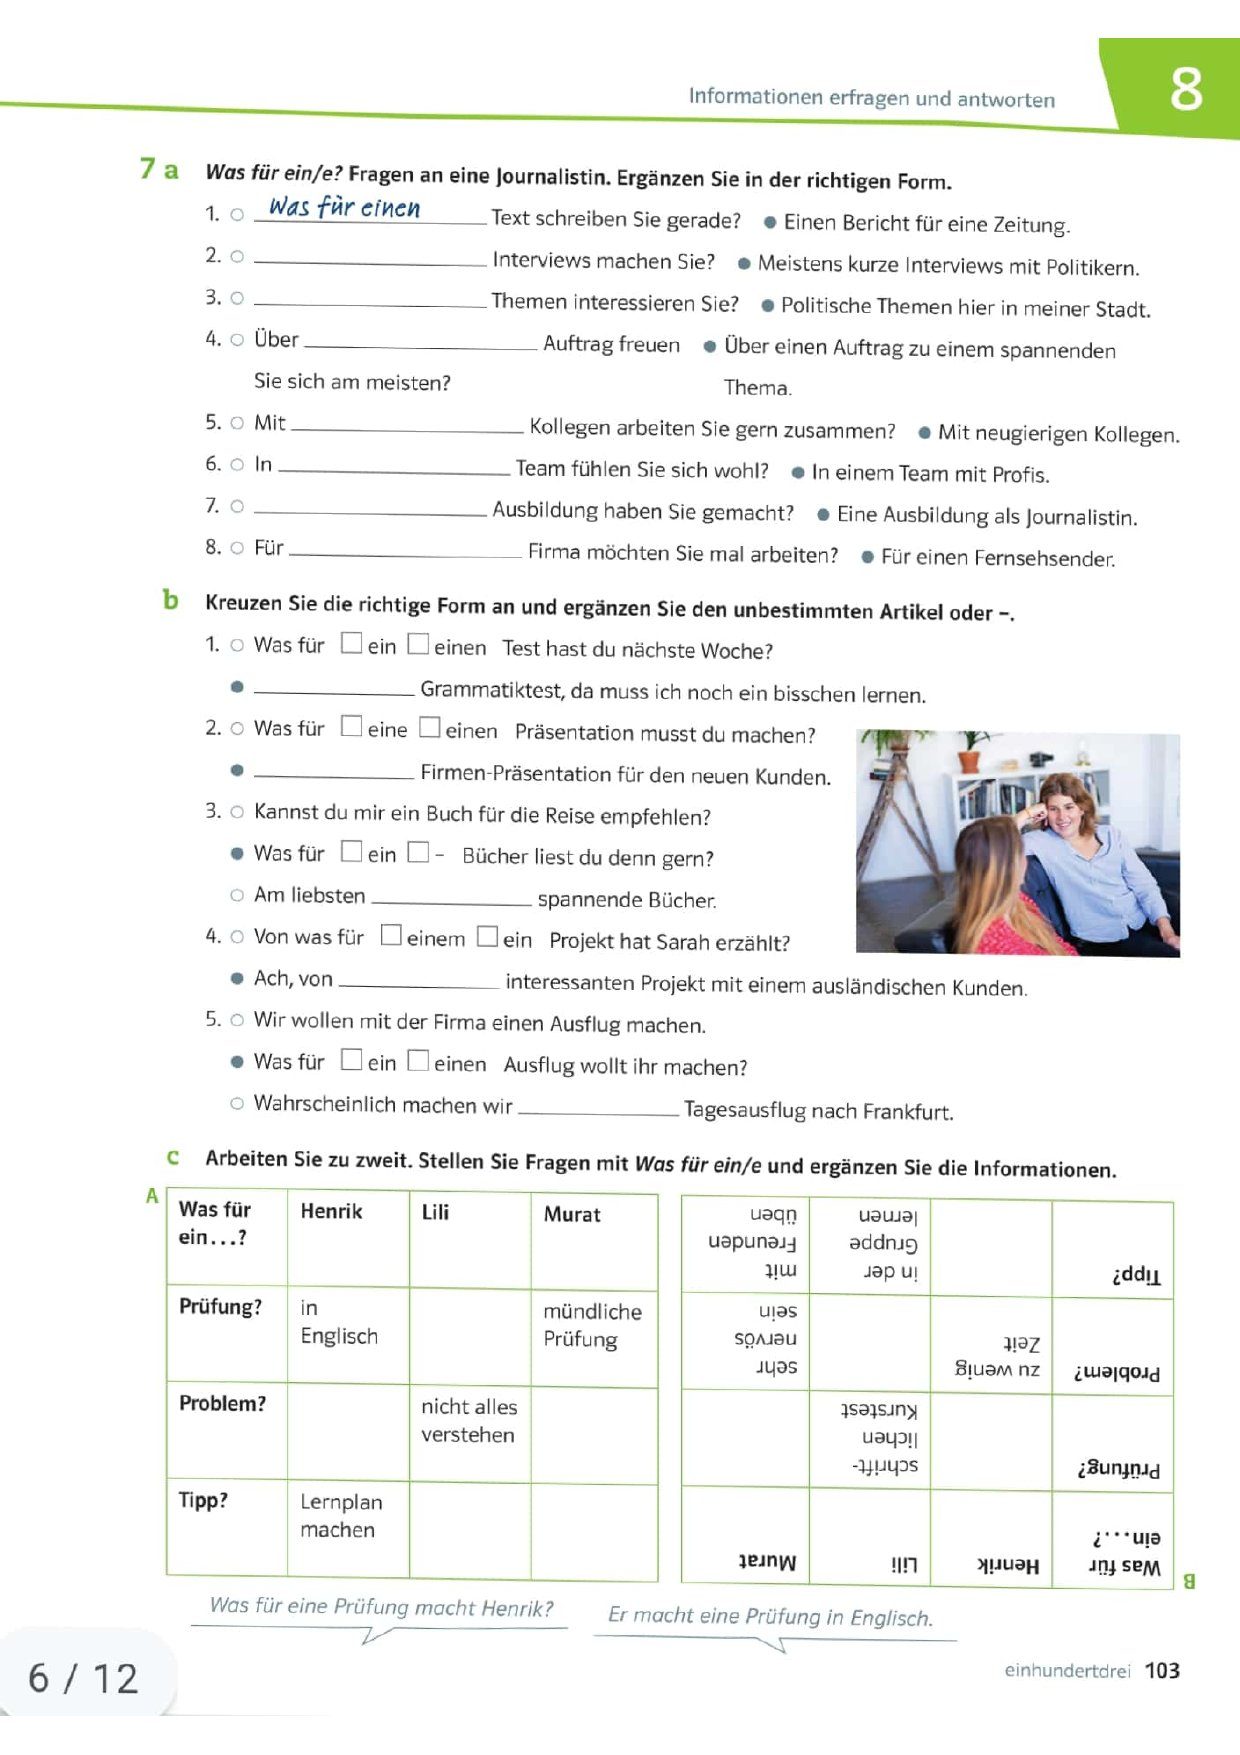 Informationen erfragen und antworten
8
7 a Was für ein/e? Fragen an eine Journalistin. Ergänzen Sie in der richtigen Form.
1. ○ Was für einen Text schreiben Sie gerade? ● Einen Bericht für eine Zeitung.
2. ○ ____ Interviews machen Sie? ● Meistens kurze Interviews mit Politikern.
3. ○ ____ Themen interessieren Sie? ● Politische Themen hier in meiner Stadt.
4. ○ Über ____ Auftrag freuen ● Über einen Auftrag zu einem spannenden
Sie sich am meisten? Thema.
5. ○ Mit ____ Kollegen arbeiten Sie gern zusammen? ● Mit neugierigen Kollegen.
6. ○ In ____ Team fühlen Sie sich wohl? ● In einem Team mit Profis.
7. ○ ____ Ausbildung haben Sie gemacht? ● Eine Ausbildung als Journalistin.
8. ○ Für ____ Firma möchten Sie mal arbeiten? ● Für einen Fernsehsender.
b Kreuzen Sie die richtige Form an und ergänzen Sie den unbestimmten Artikel oder –.
1. ○ Was für □ ein □ einen Test hast du nächste Woche?
● ____ Grammatiktest, da muss ich noch ein bisschen lernen.
2. ○ Was für □ eine □ einen Präsentation musst du machen?
● ____ Firmen-Präsentation für den neuen Kunden.
3. ○ Kannst du mir ein Buch für die Reise empfehlen?
● Was für □ ein □ – Bücher liest du denn gern?
○ Am liebsten ____ spannende Bücher.
4. ○ Von was für □ einem □ ein Projekt hat Sarah erzählt?
● Ach, von ____ interessanten Projekt mit einem ausländischen Kunden.
5. ○ Wir wollen mit der Firma einen Ausflug machen.
● Was für □ ein □ einen Ausflug wollt ihr machen?
○ Wahrscheinlich machen wir ____ Tagesausflug nach Frankfurt.
c Arbeiten Sie zu zweit. Stellen Sie Fragen mit Was für ein/e und ergänzen Sie die Informationen.
A
Was für Henrik Lili Murat
ein…?
Prüfung? in mündliche
Englisch Prüfung
Problem? nicht alles
verstehen
Tipp? Lernplan
machen
B
Was für Henrik Lili Murat
ein…?
Prüfung? schrift-
lichen
Kurstest
Problem? zu wenig sehr
Zeit nervös
sein
Tipp? in der mit
Gruppe Freunden
lernen üben
Was für eine Prüfung macht Henrik?
Er macht eine Prüfung in Englisch.
einhundertdrei 103
6 / 12